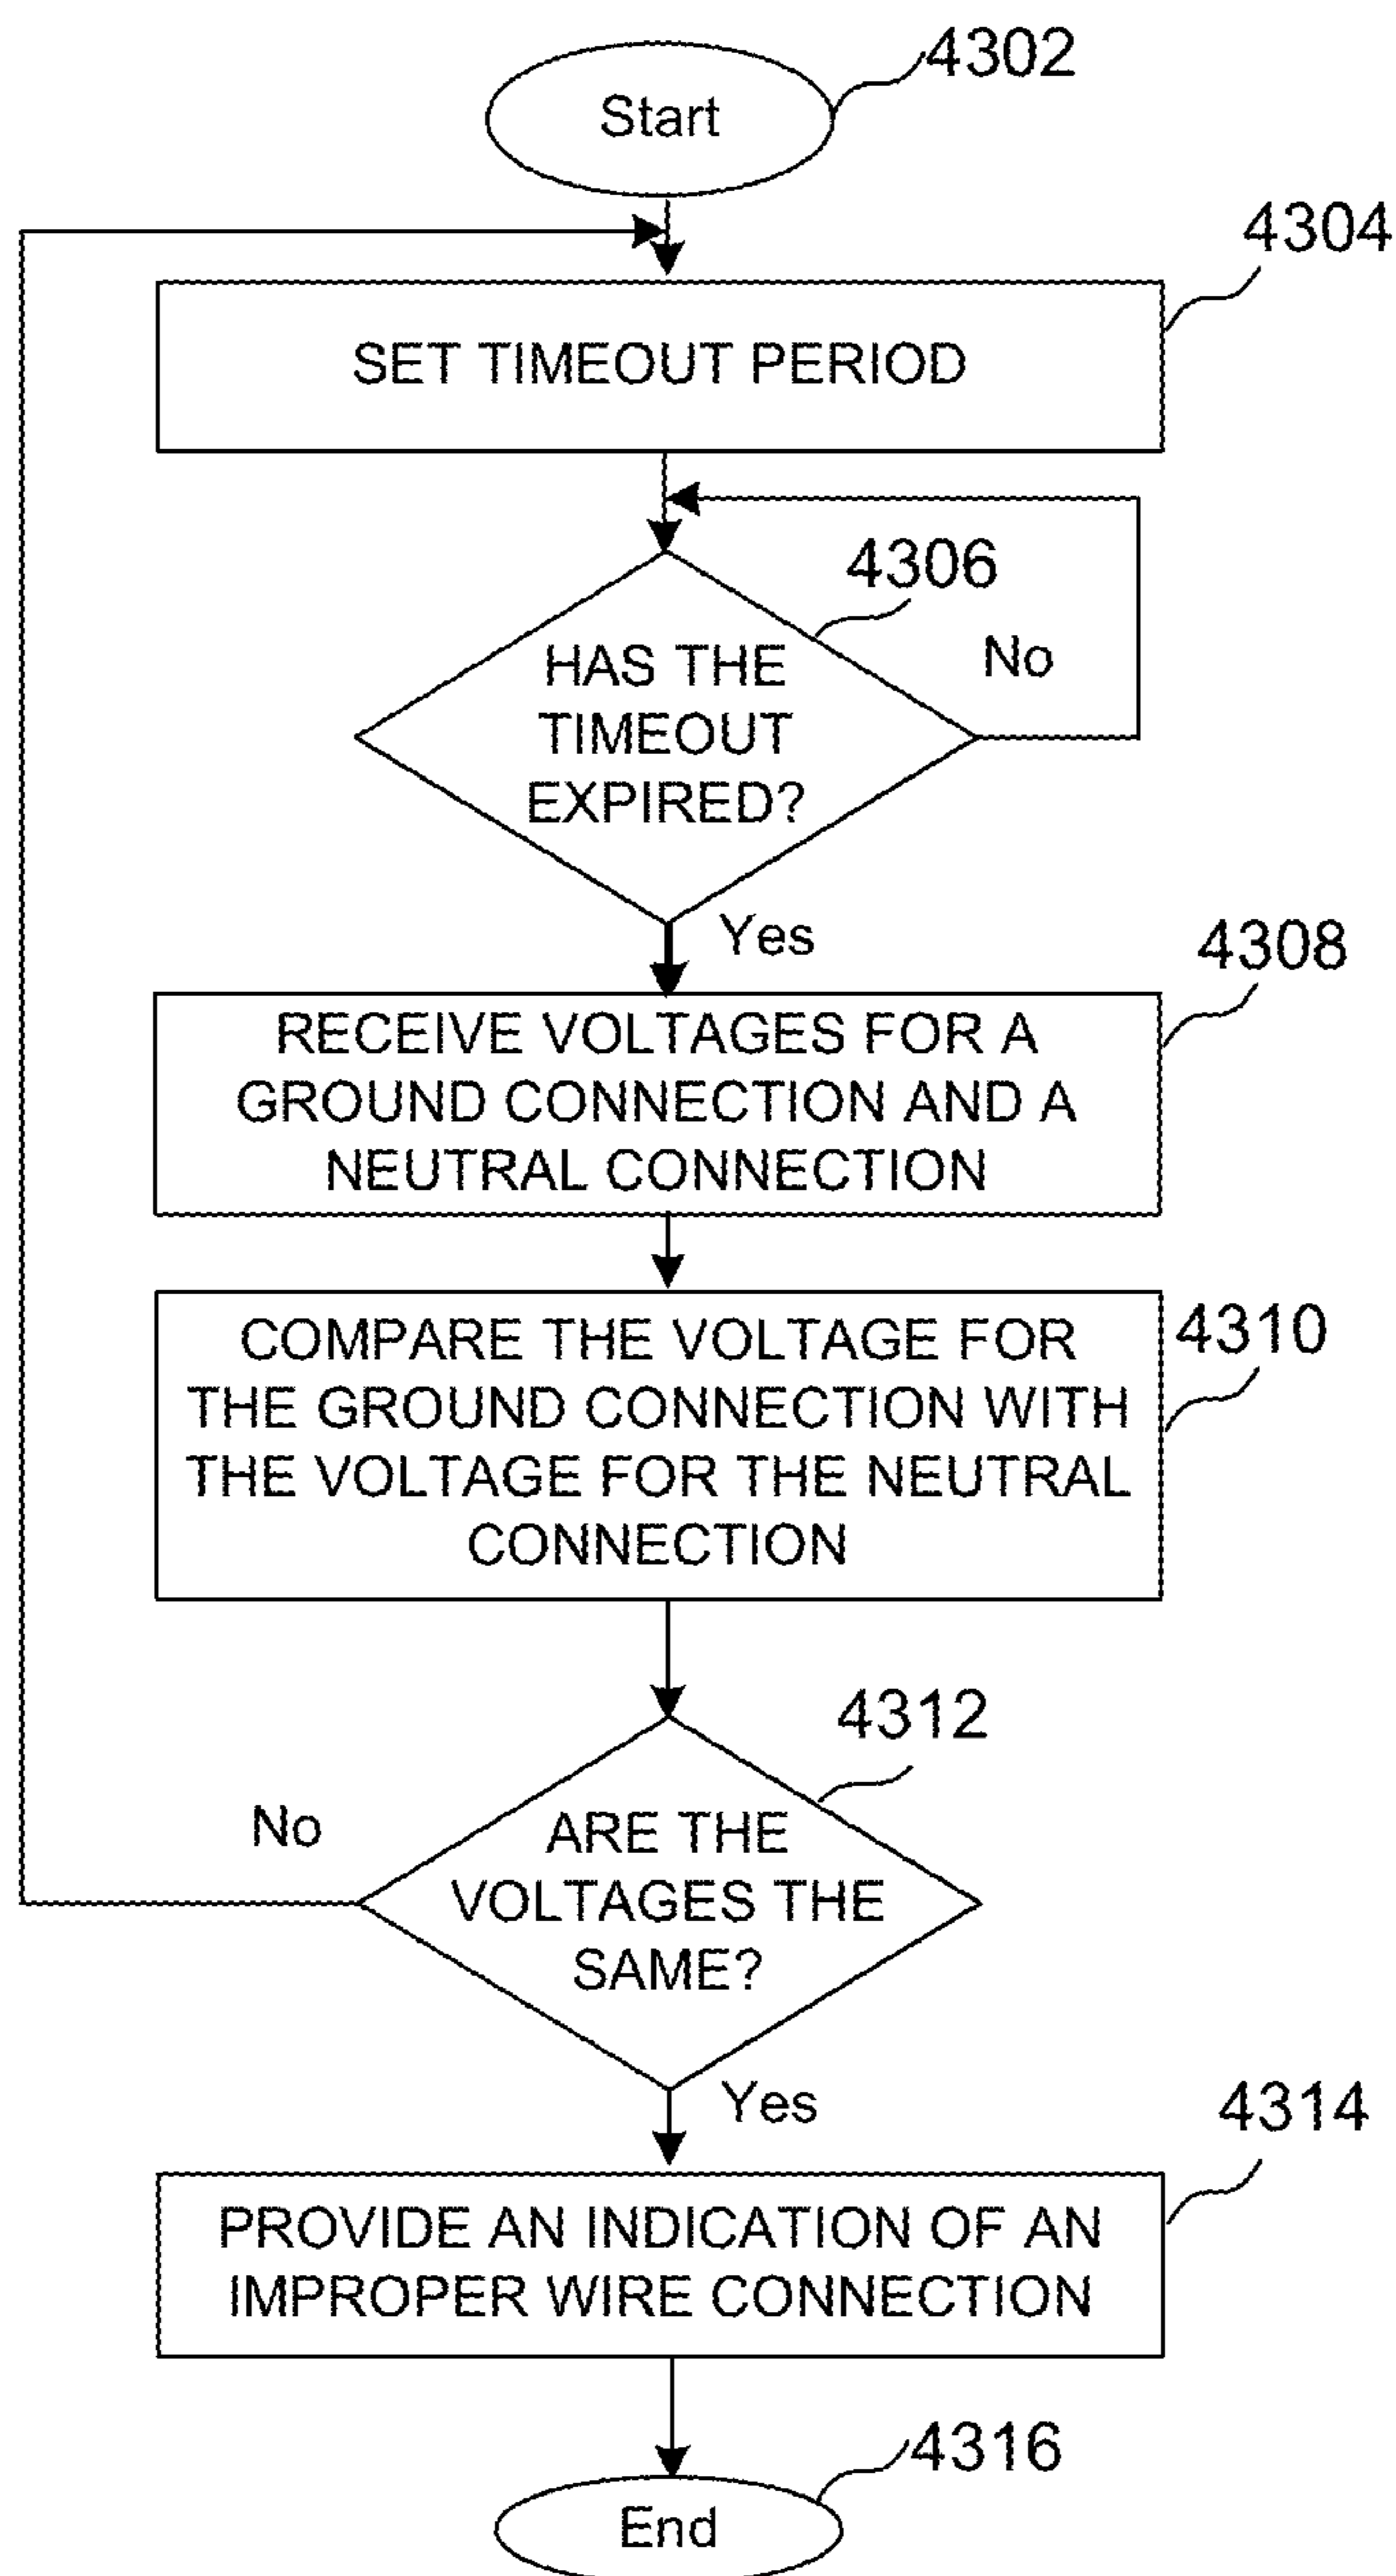 4302
Start
4304
SET TIMEOUT PERIOD
4306
HAS THE
No
TIMEOUT
EXPIRED?
Yes
4308
RECEIVE VOLTAGES FOR A
GROUND CONNECTION AND A
NEUTRAL CONNECTION
4310
COMPARE THE VOLTAGE FOR
THE GROUND CONNECTION WITH
THE VOLTAGE FOR THE NEUTRAL
CONNECTION
4312
No
ARE THE
VOLTAGES THE
SAME?
Yes
4314
PROVIDE AN INDICATION OF AN
IMPROPER WIRE CONNECTION
4316
End